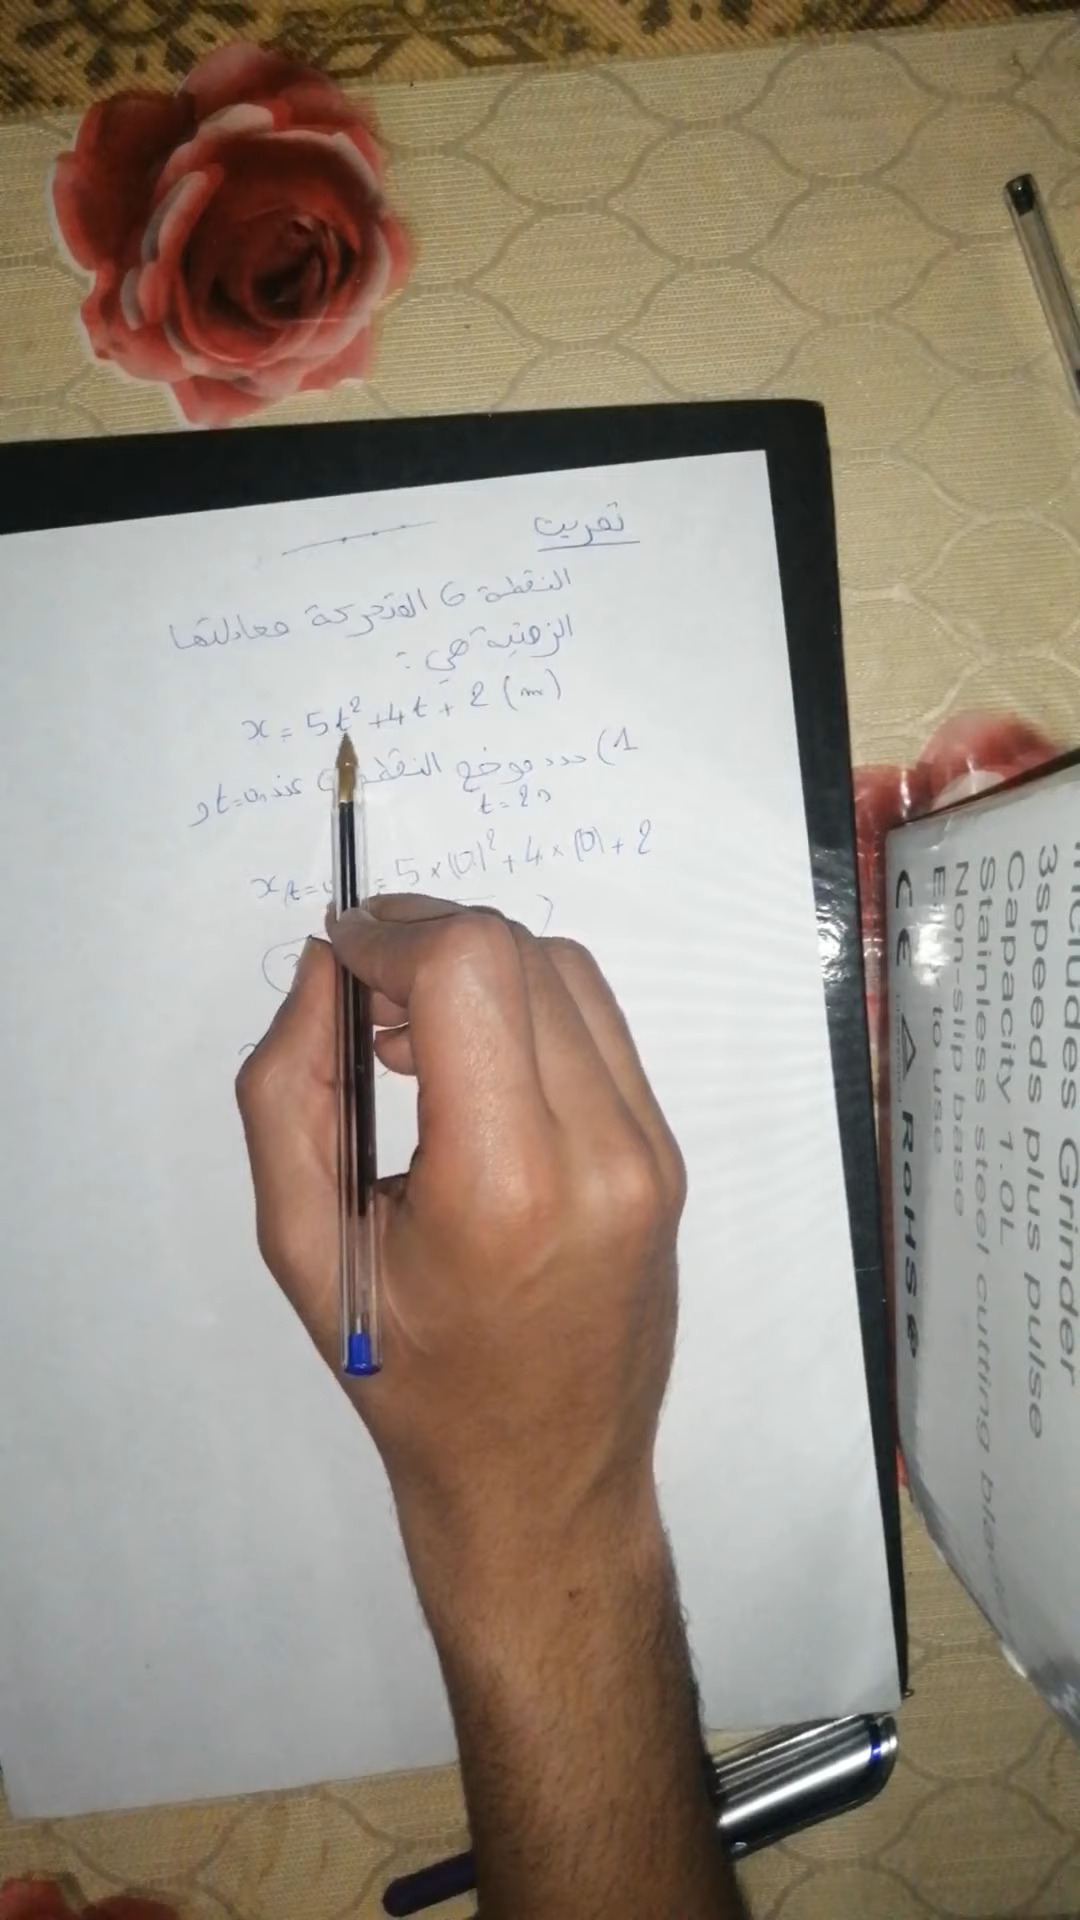 تمرين
النقطة G المتحركة معادلتها
الزمنية هي :
x = 5t² + 4t + 2 (m)
1) حدد موضع النقطة G عند t=0s و
t = 2s
= 5 × (0)² + 4 × (0) + 2
Includes Grinder
3speeds plus pulse
Capacity 1.0L
Stainless steel cutting
Non-slip base
to use
CE RoHS